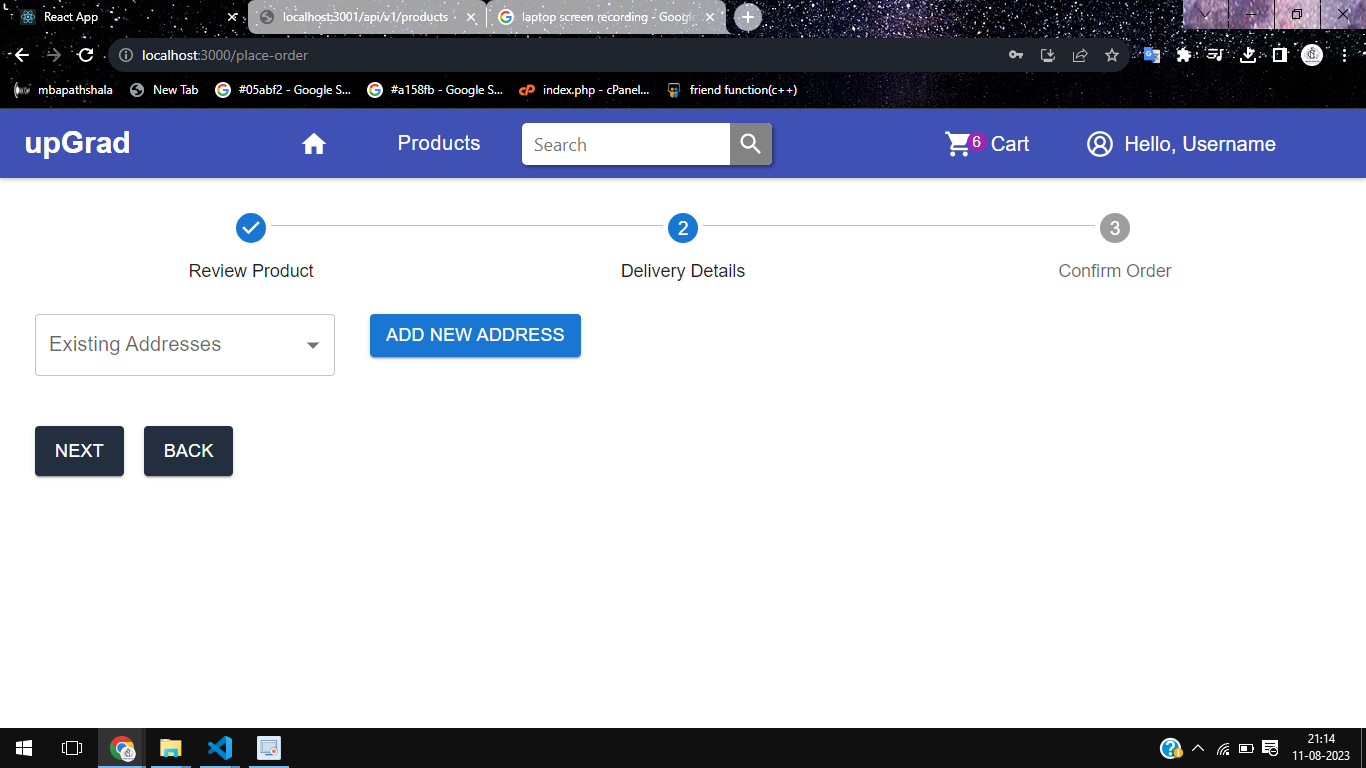 React App
localhost:3001/api/v1/products
laptop screen recording - Google
localhost:3000/place-order
mbapathshala
New Tab
#05abf2 - Google S...
#a158fb - Google S...
index.php - cPanel...
friend function(c++)
upGrad
Products
Search
6
Cart
Hello, Username
2
3
Review Product
Delivery Details
Confirm Order
Existing Addresses
ADD NEW ADDRESS
NEXT
BACK
21:14
11-08-2023